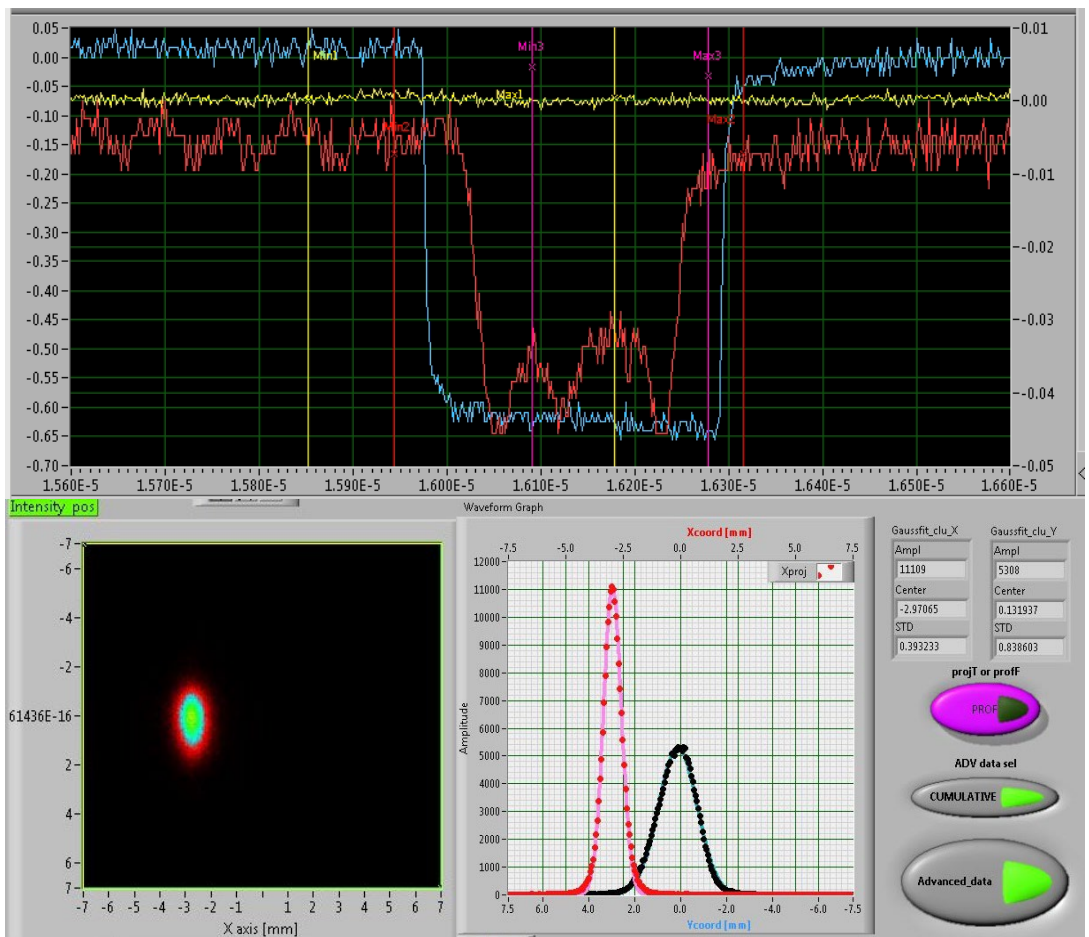 0.05
0.00
-0.05
-0.10
-0.15
-0.20
-0.25
-0.30
-0.35
-0.40
-0.45
-0.50
-0.55
-0.60
-0.65
-0.70
0.01
0.00
-0.01
-0.02
-0.03
-0.04
-0.05
Min1
Min3
Max3
Max1
Min2
1.560E-5 1.570E-5 1.580E-5 1.590E-5 1.600E-5 1.610E-5 1.620E-5 1.630E-5 1.640E-5 1.650E-5 1.660E-5
Intensity pos
-7
-6
-4
-2
61436E-16
2
4
6
7
-7 -6 -5 -4 -3 -2 -1 1 2 3 4 5 6 7
X axis [mm]
Waveform Graph
Xcoord [mm]
-7.5 -5.0 -2.5 0.0 2.5 5.0 7.5
Xproj
12000
11000
10000
9000
8000
7000
6000
5000
4000
3000
2000
1000
0
Amplitude
7.5 6.0 4.0 2.0 0.0 -2.0 -4.0 -7.5
Ycoord [mm]
Gaussfit_clu_X
Ampl
11109
Center
-2.97065
STD
0.393233
Gaussfit_clu_Y
Ampl
5308
Center
0.131937
STD
0.838603
projT or profF
PROF
ADV data sel
CUMULATIVE
Advanced_data